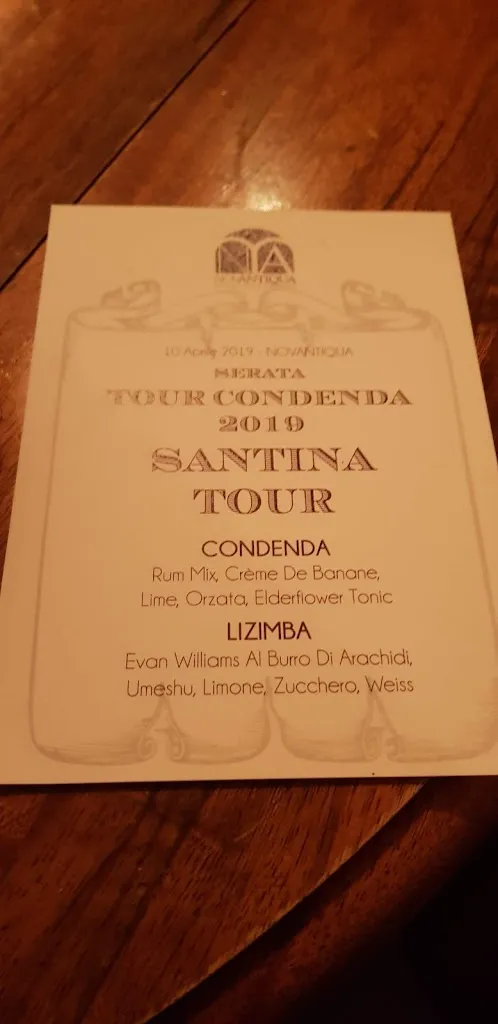 NA
NOVANTIQUA
10 Aprile 2019 - NOVANTIQUA
SERATA
TOUR CONDENDA
2019
SANTINA
TOUR
CONDENDA
Rum Mix, Crème De Banane,
Lime, Orzata, Elderflower Tonic
LIZIMBA
Evan Williams Al Burro Di Arachidi,
Umeshu, Limone, Zucchero, Weiss